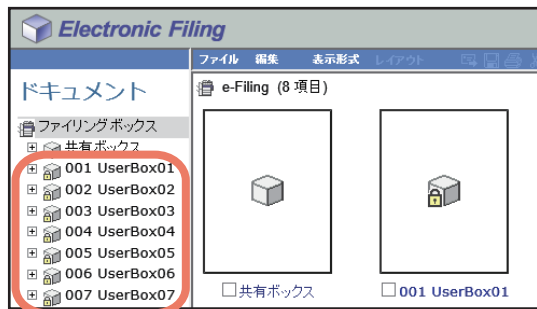 Electronic Filing
ファイル 編集 表示形式 レイアウト
ドキュメント
e-Filing (8 項目)
ファイリングボックス
共有ボックス
001 UserBox01
002 UserBox02
003 UserBox03
004 UserBox04
005 UserBox05
006 UserBox06
007 UserBox07
共有ボックス
001 UserBox01